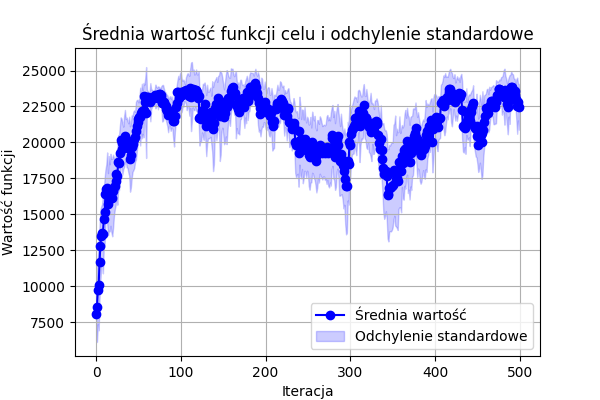 Średnia wartość funkcji celu i odchylenie standardowe
Wartość funkcji
25000
22500
20000
17500
15000
12500
10000
7500
0 100 200 300 400 500
Iteracja
Średnia wartość
Odchylenie standardowe